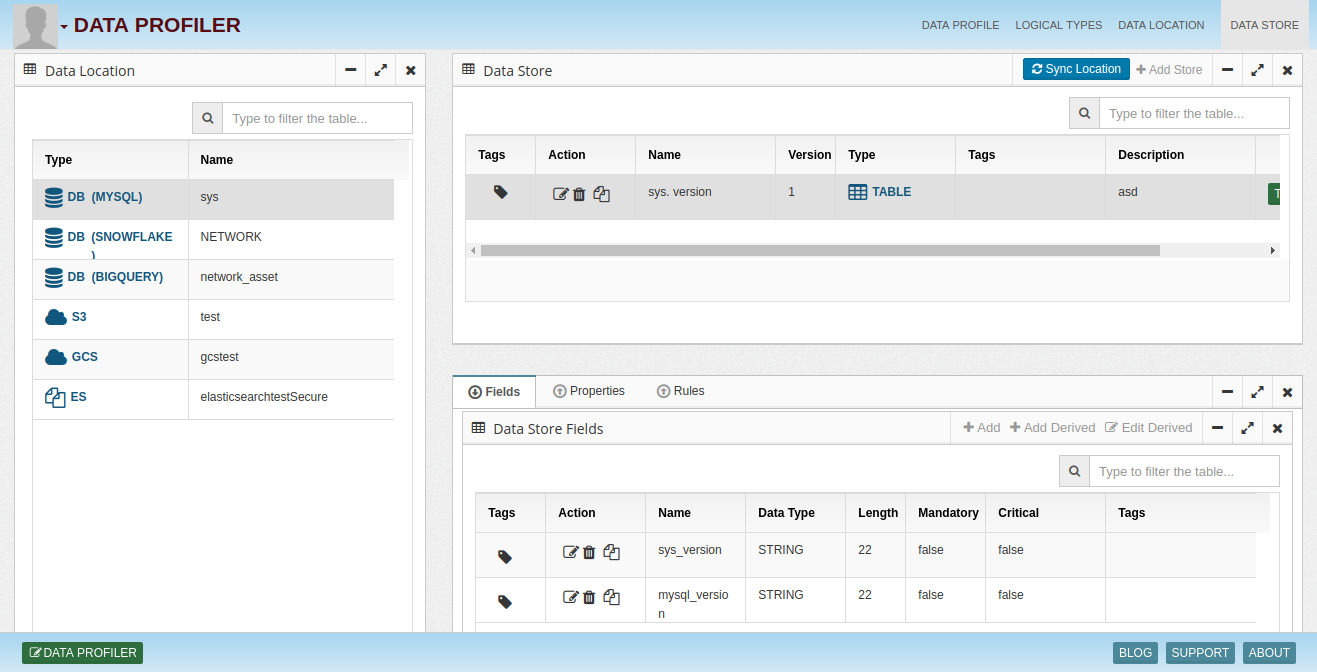 DATA PROFILER
DATA PROFILE LOGICAL TYPES DATA LOCATION DATA STORE
Data Location
Type to filter the table...
Type Name
DB (MYSQL) sys
DB (SNOWFLAKE NETWORK
)
DB (BIGQUERY) network_asset
S3 test
GCS gcstest
ES elasticsearchtestSecure
Data Store Sync Location Add Store
Type to filter the table...
Tags Action Name Version Type Tags Description
sys. version 1 TABLE asd T
Fields Properties Rules
Data Store Fields Add Add Derived Edit Derived
Type to filter the table...
Tags Action Name Data Type Length Mandatory Critical Tags
sys_version STRING 22 false false
mysql_versio STRING 22 false false
n
DATA PROFILER BLOG SUPPORT ABOUT